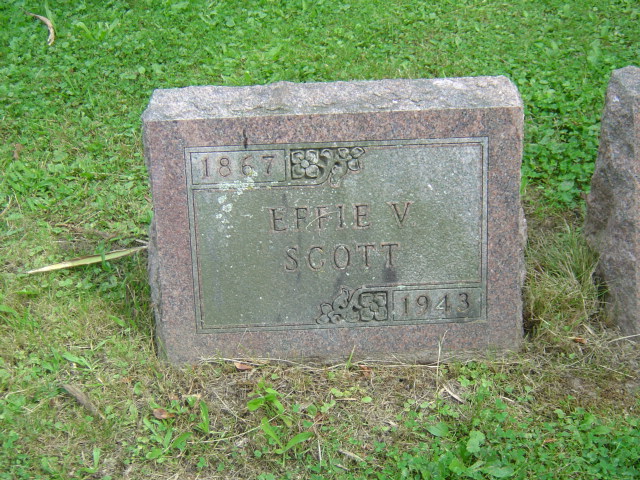 1867
EFFIE V
SCOTT
1943